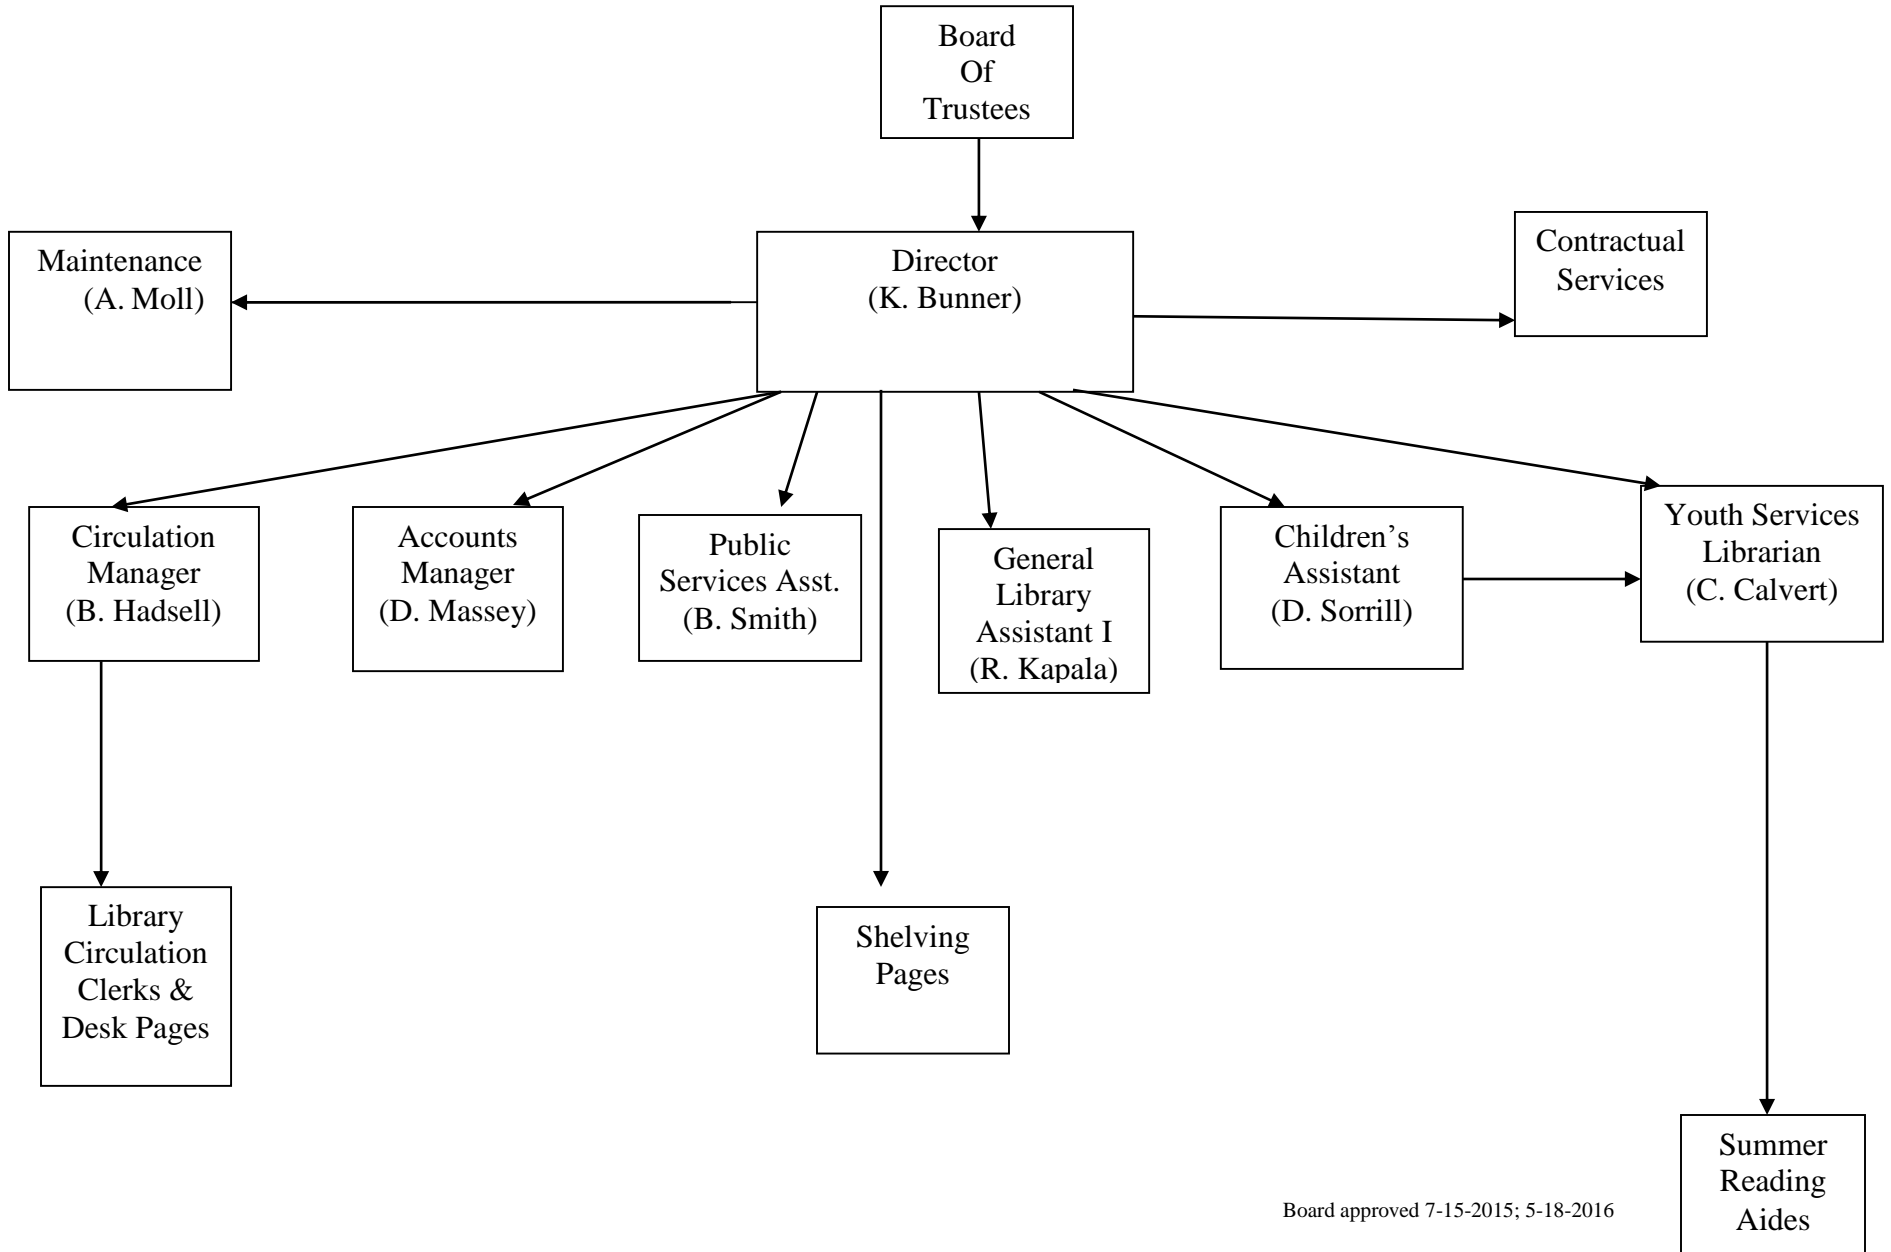 Board
Of
Trustees
Maintenance
(A. Moll)
Director
(K. Bunner)
Contractual
Services
Circulation
Manager
(B. Hadsell)
Accounts
Manager
(D. Massey)
Public
Services Asst.
(B. Smith)
General
Library
Assistant I
(R. Kapala)
Children’s
Assistant
(D. Sorrill)
Youth Services
Librarian
(C. Calvert)
Library
Circulation
Clerks &
Desk Pages
Shelving
Pages
Summer
Reading
Aides
Board approved 7-15-2015; 5-18-2016